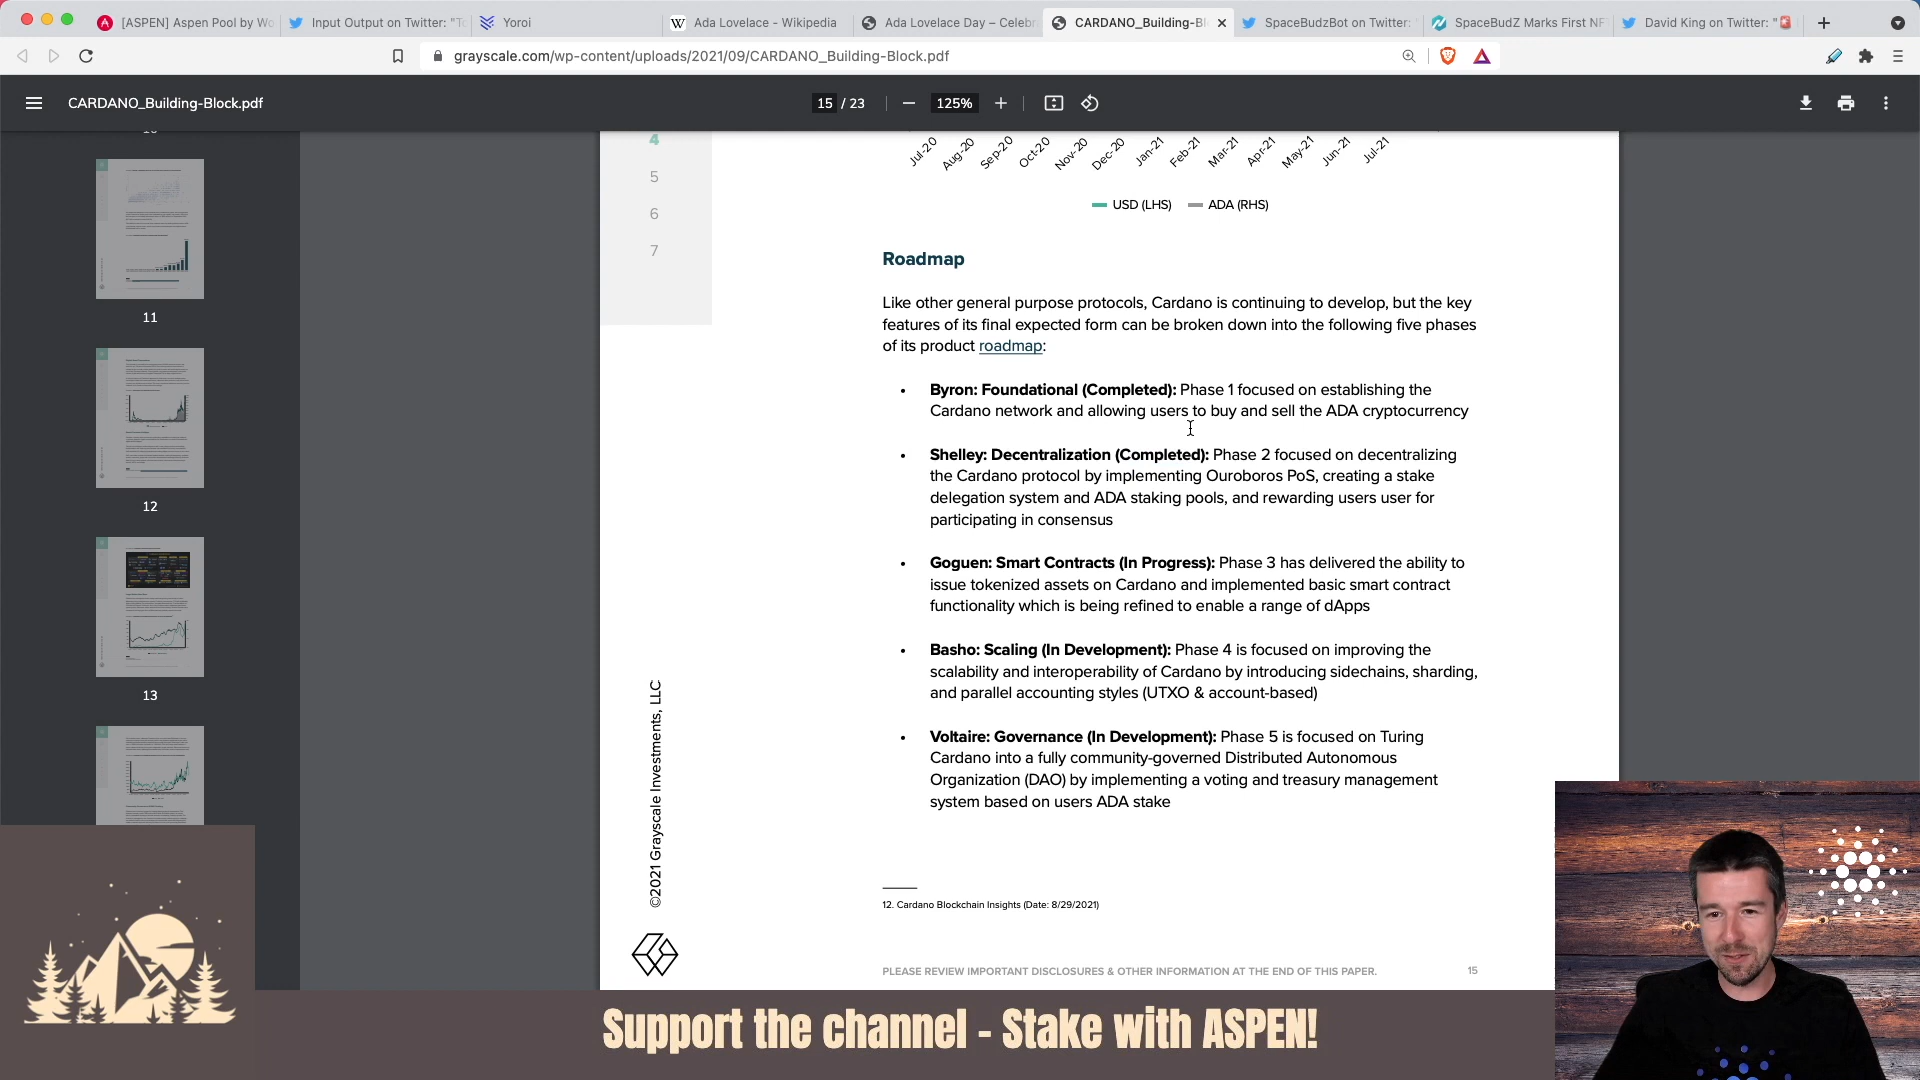 [ASPEN] Aspen Pool by Wo
Input Output on Twitter: "To
Yoroi
Ada Lovelace - Wikipedia
Ada Lovelace Day – Celebr
CARDANO_Building-Bl
SpaceBudzBot on Twitter:
SpaceBudZ Marks First NF
David King on Twitter: "
grayscale.com/wp-content/uploads/2021/09/CARDANO_Building-Block.pdf
CARDANO_Building-Block.pdf
15 / 23
125%
11
12
13
4
5
6
7
Jul-20 Aug-20 Sep-20 Oct-20 Nov-20 Dec-20 Jan-21 Feb-21 Mar-21 Apr-21 May-21 Jun-21 Jul-21
USD (LHS) ADA (RHS)
Roadmap
Like other general purpose protocols, Cardano is continuing to develop, but the key
features of its final expected form can be broken down into the following five phases
of its product roadmap:
• Byron: Foundational (Completed): Phase 1 focused on establishing the
Cardano network and allowing users to buy and sell the ADA cryptocurrency
• Shelley: Decentralization (Completed): Phase 2 focused on decentralizing
the Cardano protocol by implementing Ouroboros PoS, creating a stake
delegation system and ADA staking pools, and rewarding users user for
participating in consensus
• Goguen: Smart Contracts (In Progress): Phase 3 has delivered the ability to
issue tokenized assets on Cardano and implemented basic smart contract
functionality which is being refined to enable a range of dApps
• Basho: Scaling (In Development): Phase 4 is focused on improving the
scalability and interoperability of Cardano by introducing sidechains, sharding,
and parallel accounting styles (UTXO & account-based)
• Voltaire: Governance (In Development): Phase 5 is focused on Turing
Cardano into a fully community-governed Distributed Autonomous
Organization (DAO) by implementing a voting and treasury management
system based on users ADA stake
©2021 Grayscale Investments, LLC
12. Cardano Blockchain Insights (Date: 8/29/2021)
PLEASE REVIEW IMPORTANT DISCLOSURES & OTHER INFORMATION AT THE END OF THIS PAPER.
15
Support the channel - Stake with ASPEN!